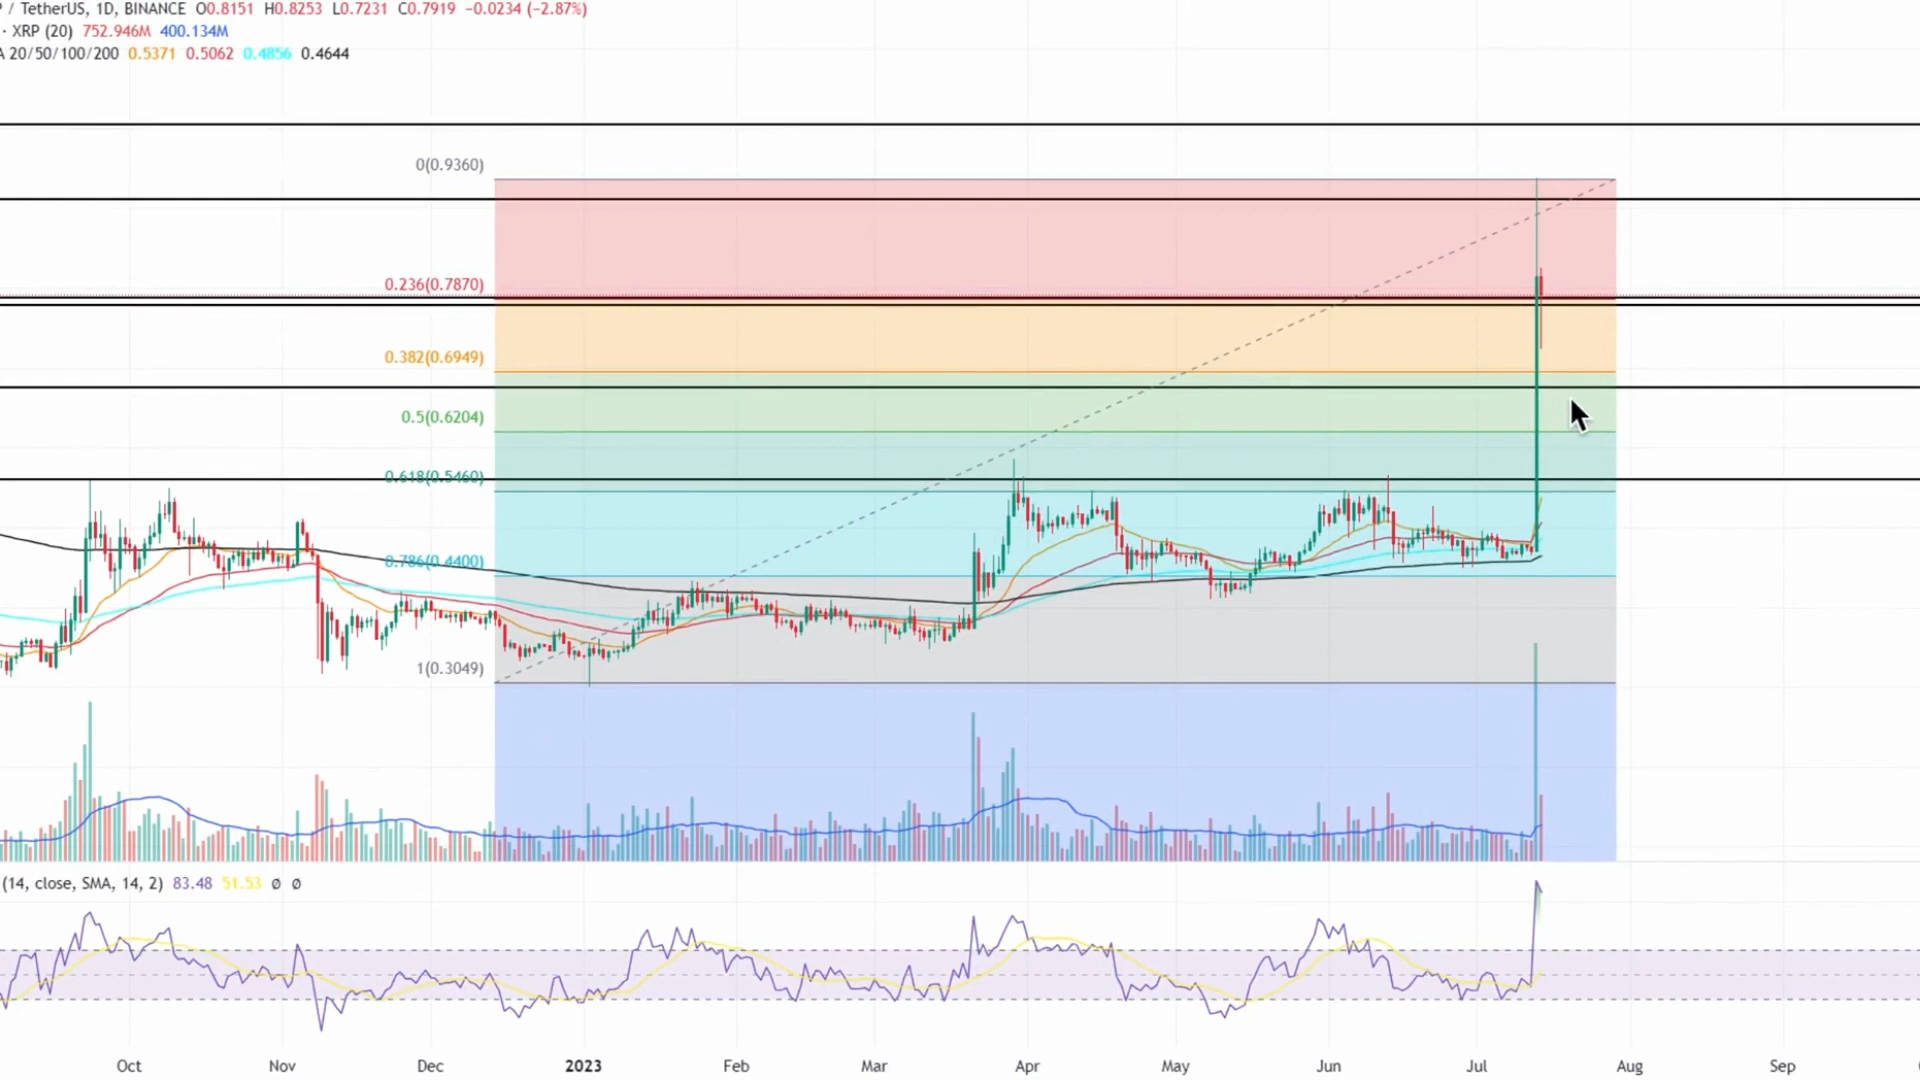 / TetherUS, 1D, BINANCE O0.8151 H0.8253 L0.7231 C0.7919 −0.0234 (−2.87%)
· XRP (20) 752.946M 400.134M
A 20/50/100/200 0.5371 0.5062 0.4856 0.4644
0(0.9360)
0.236(0.7870)
0.382(0.6949)
0.5(0.6204)
0.618(0.5460)
0.786(0.4400)
1(0.3049)
(14, close, SMA, 14, 2) 83.48 51.53 ø ø
Oct Nov Dec 2023 Feb Mar Apr May Jun Jul Aug Sep